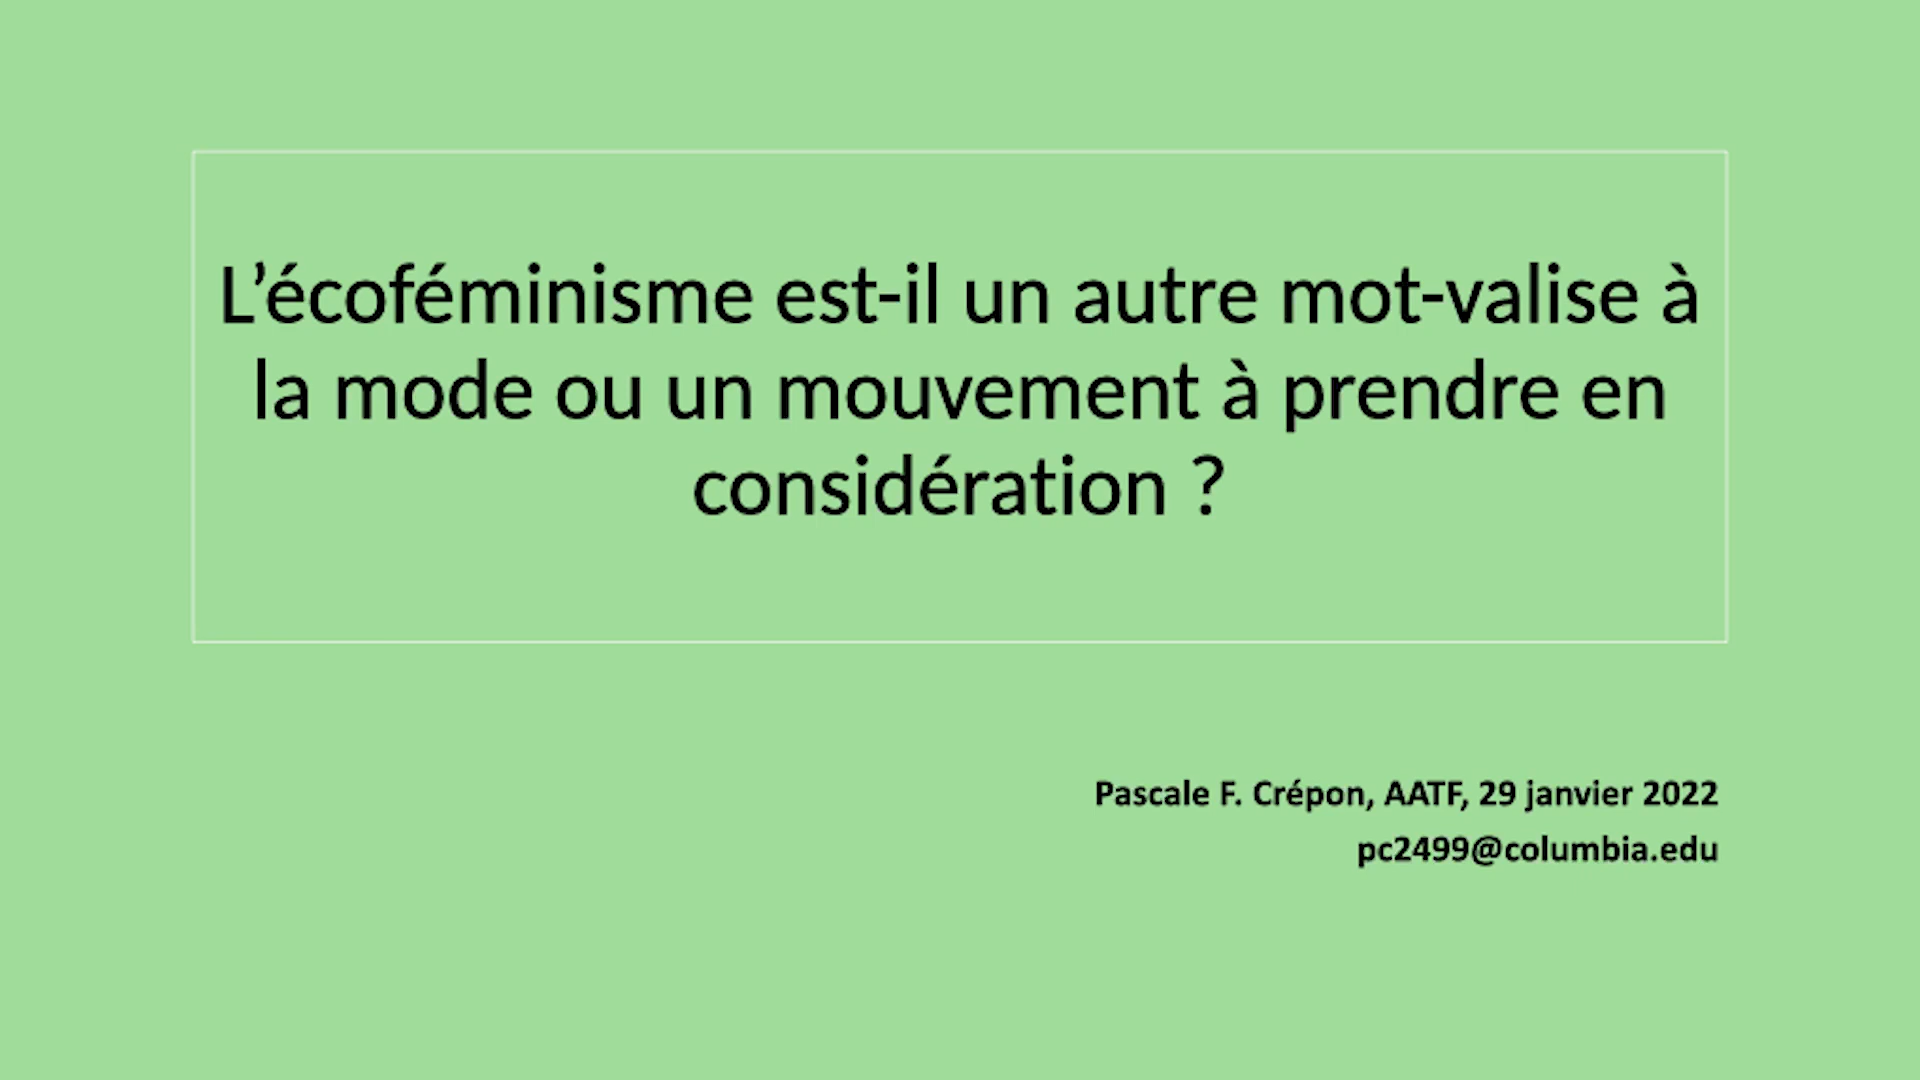 L’écoféminisme est-il un autre mot-valise à
la mode ou un mouvement à prendre en
considération ?
Pascale F. Crépon, AATF, 29 janvier 2022
pc2499@columbia.edu